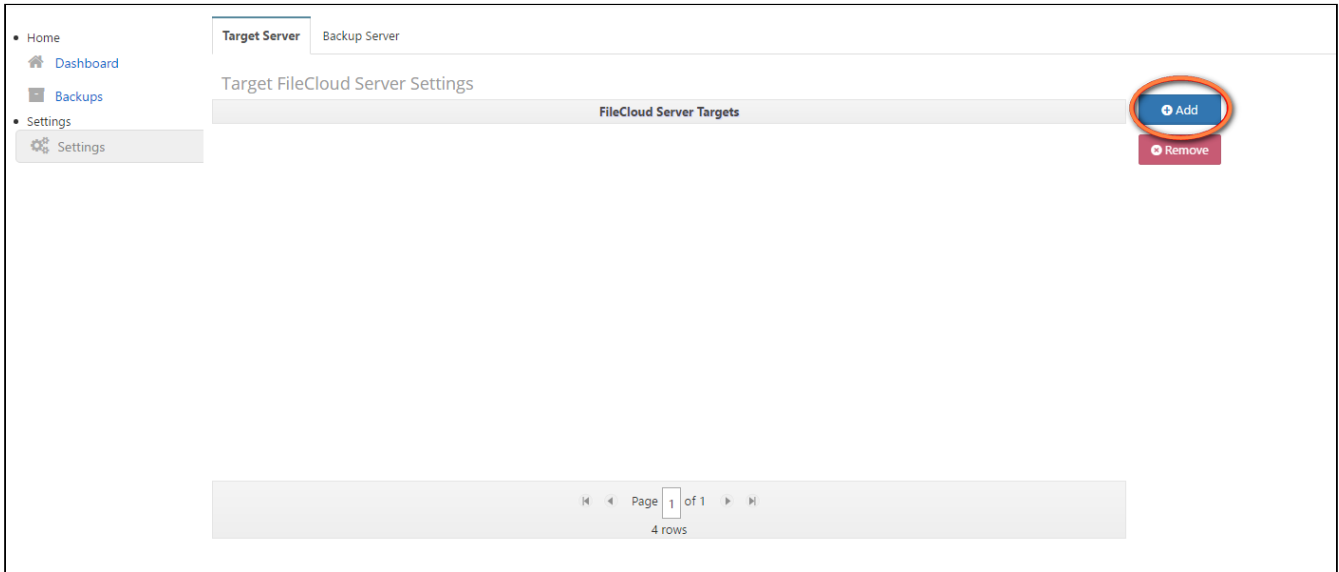 Home
Dashboard
Backups
Settings
Settings
Target Server
Backup Server
Target FileCloud Server Settings
FileCloud Server Targets
Add
Remove
Page 1 of 1
4 rows